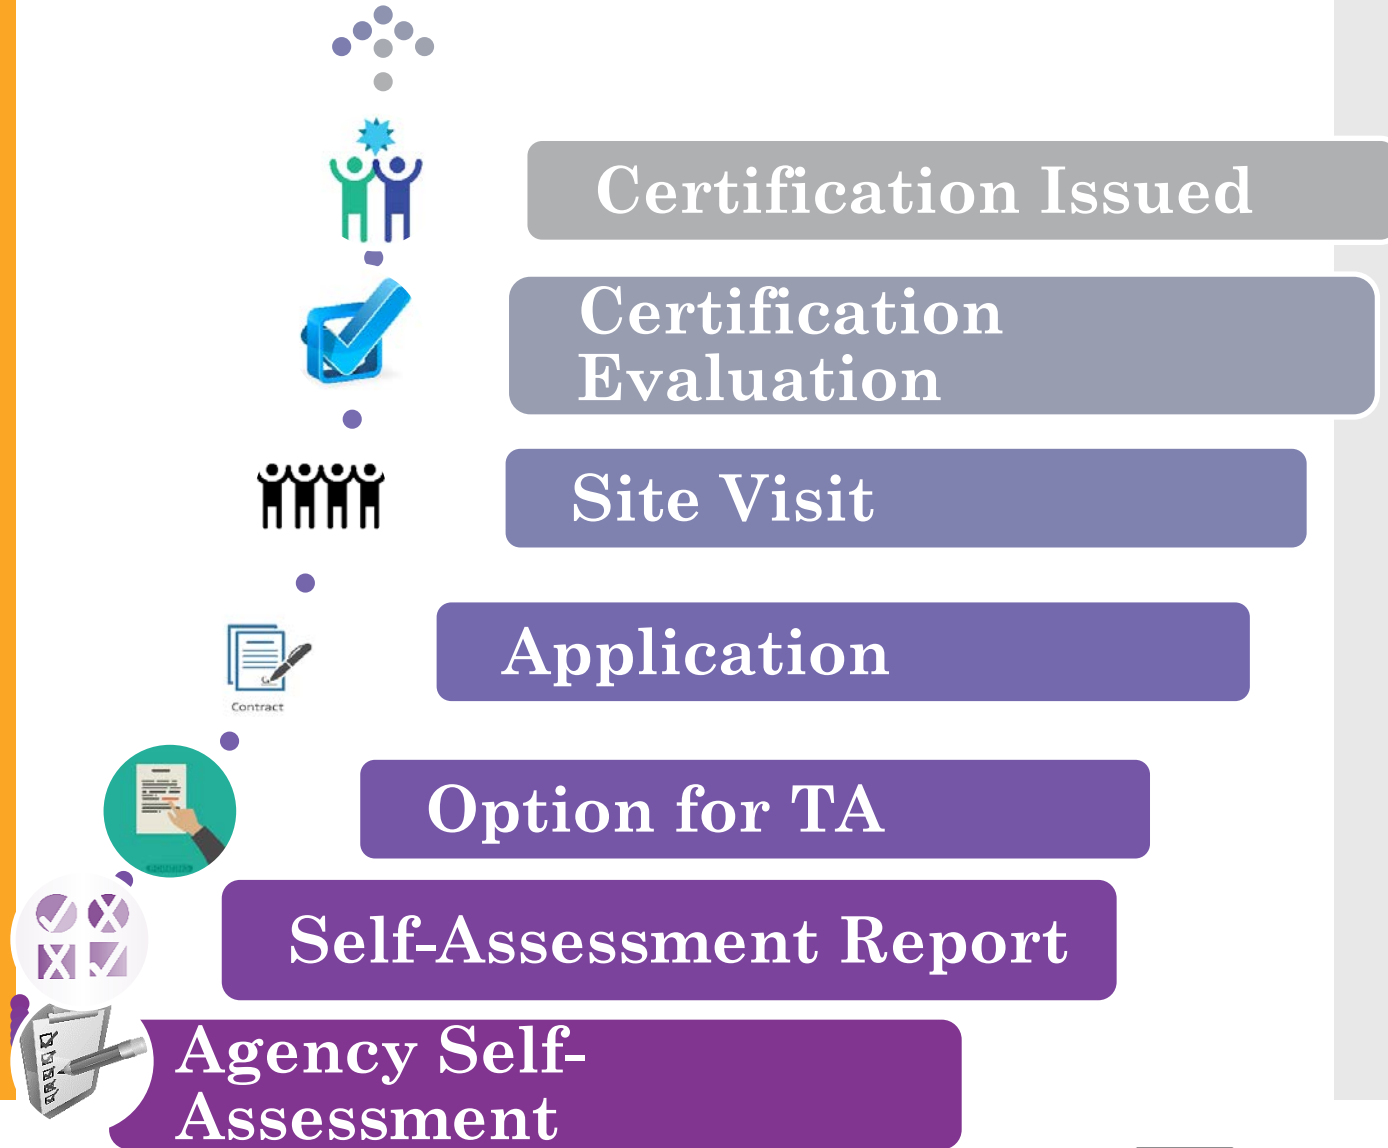 Certification Issued
Certification
Evaluation
Site Visit
Application
Contract
Option for TA
Self-Assessment Report
Agency Self-
Assessment